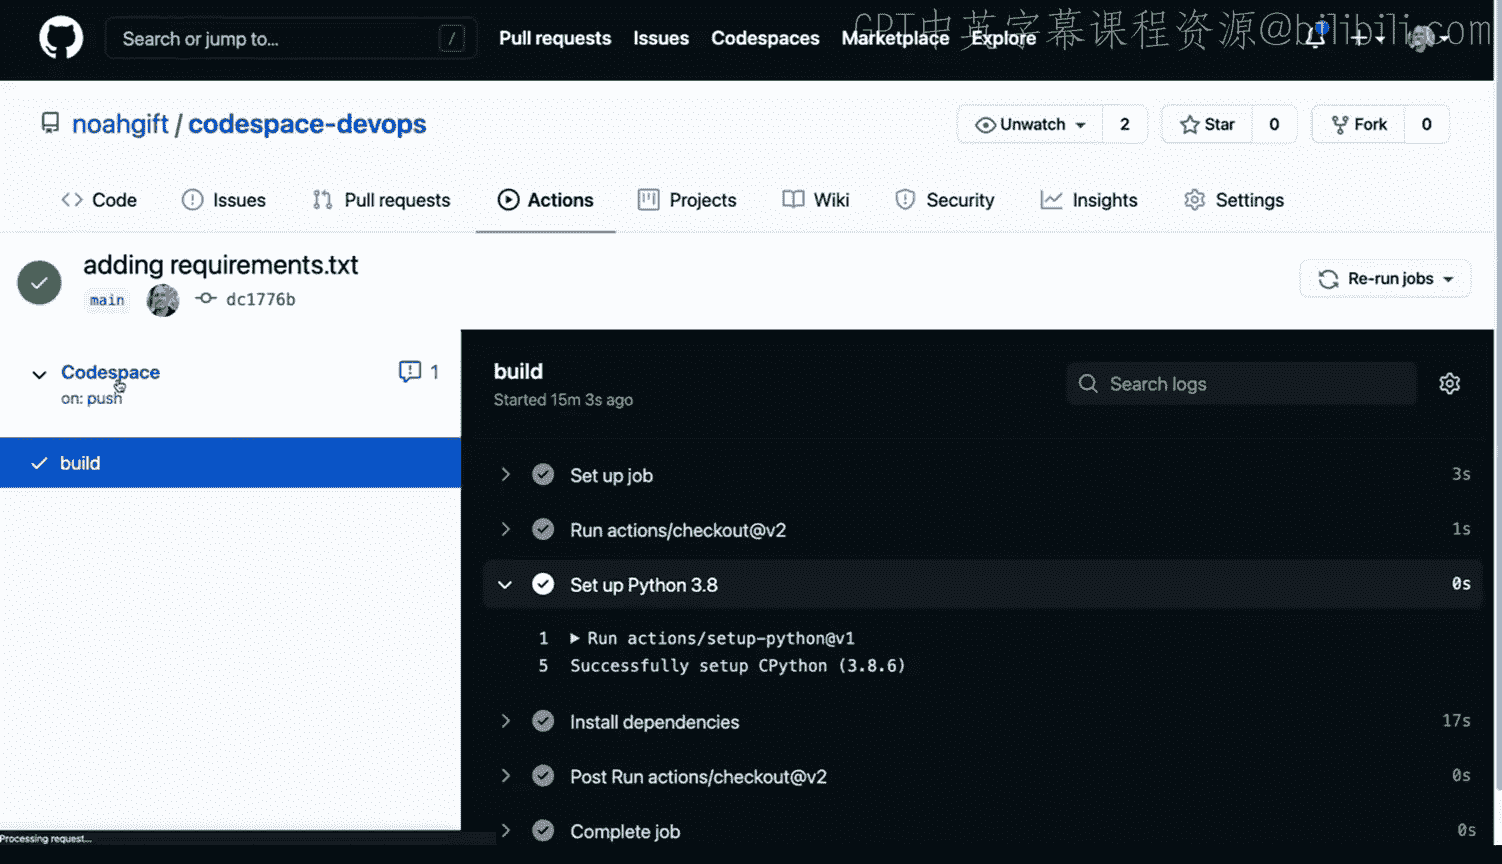 Search or jump to... /
Pull requests Issues Codespaces Marketplace Explore
GPT中英字幕课程资源@bilibili.com
noahgift / codespace-devops
Unwatch 2 Star 0 Fork 0
Code Issues Pull requests Actions Projects Wiki Security Insights Settings
adding requirements.txt
main dc1776b
Re-run jobs
Codespace 1
on: push
build
build
Started 15m 3s ago
Search logs
Set up job 3s
Run actions/checkout@v2 1s
Set up Python 3.8 0s
1 Run actions/setup-python@v1
5 Successfully setup CPython (3.8.6)
Install dependencies 17s
Post Run actions/checkout@v2 0s
Complete job 0s
Processing request...